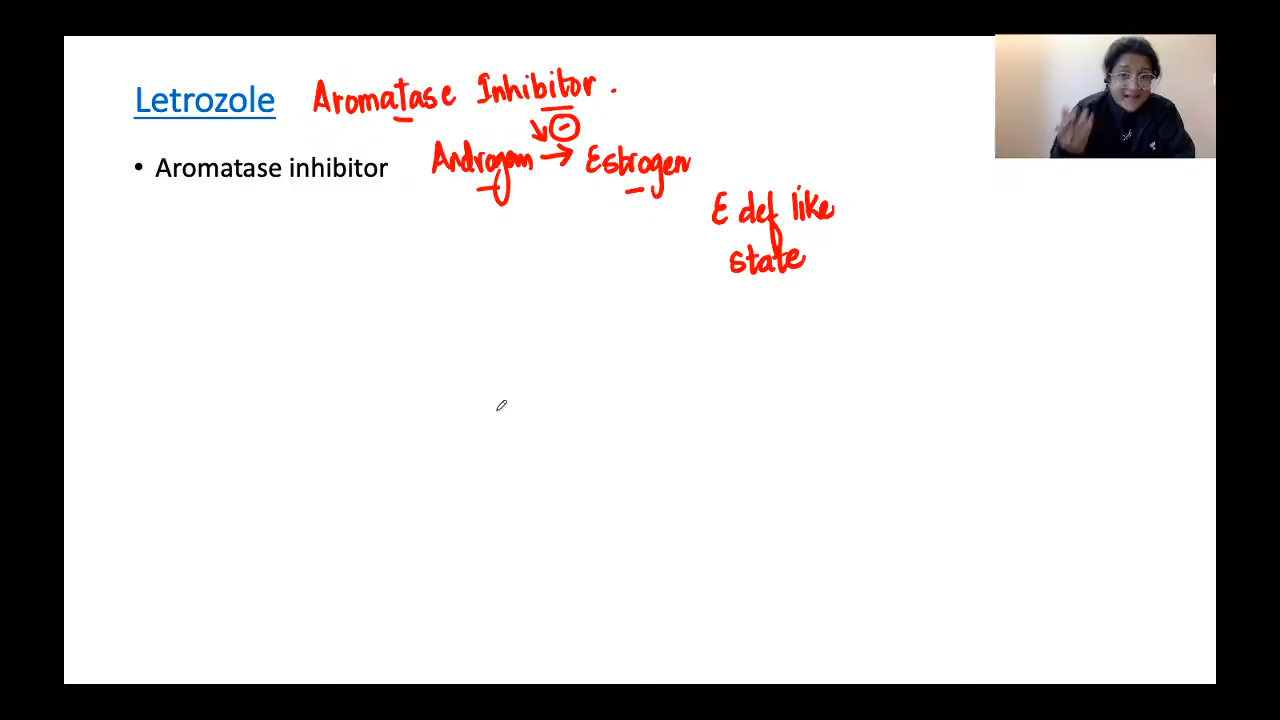 Letrozole Aromatase Inhibitor.
↓ ⊖
• Aromatase inhibitor Androgen → Estrogen
E def like
state